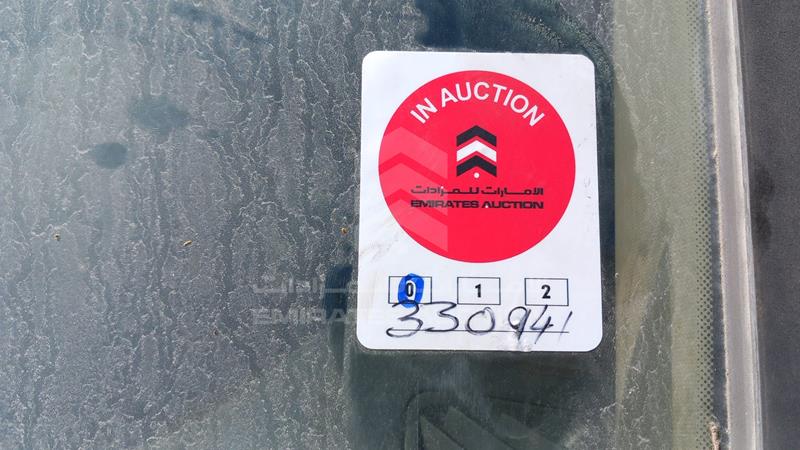 IN AUCTION
الامارات للمزادات
EMIRATES AUCTION
0 1 2
330941